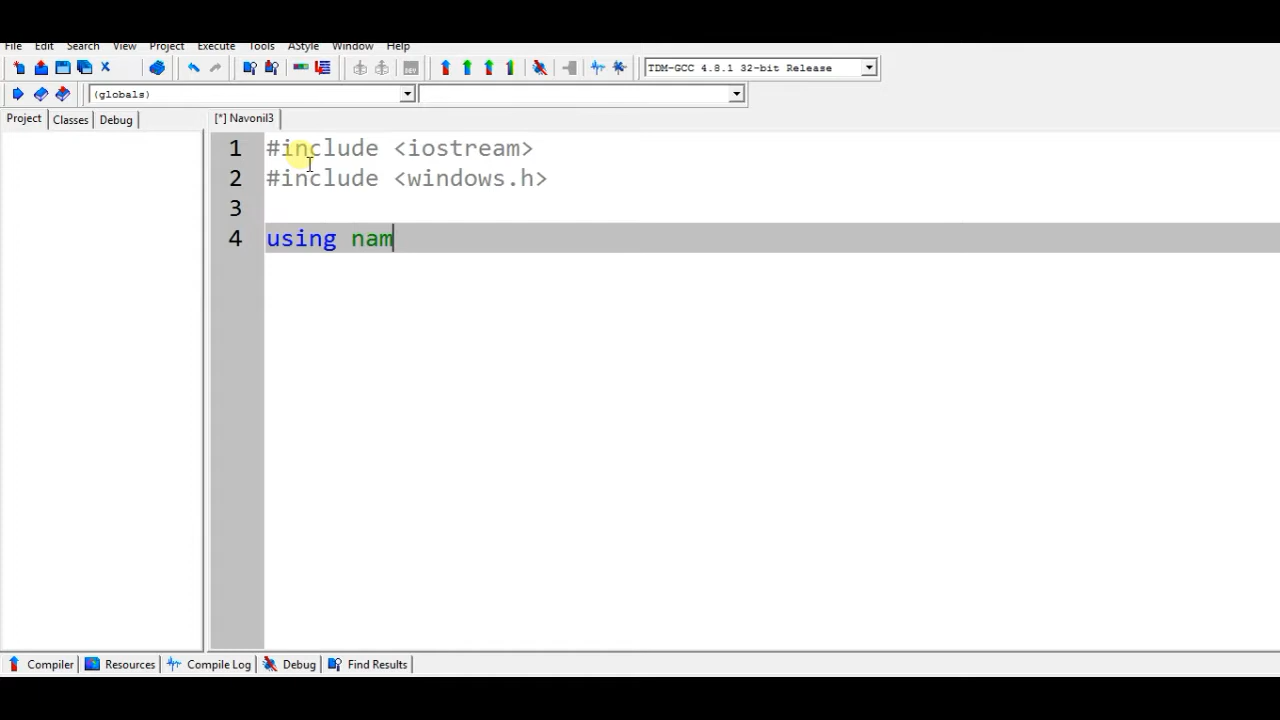 File Edit Search View Project Execute Tools AStyle Window Help
TDM-GCC 4.8.1 32-bit Release
(globals)
Project Classes Debug [*] Navonil3
1 #include <iostream>
2 #include <windows.h>
3
4 using nam
Compiler Resources Compile Log Debug Find Results